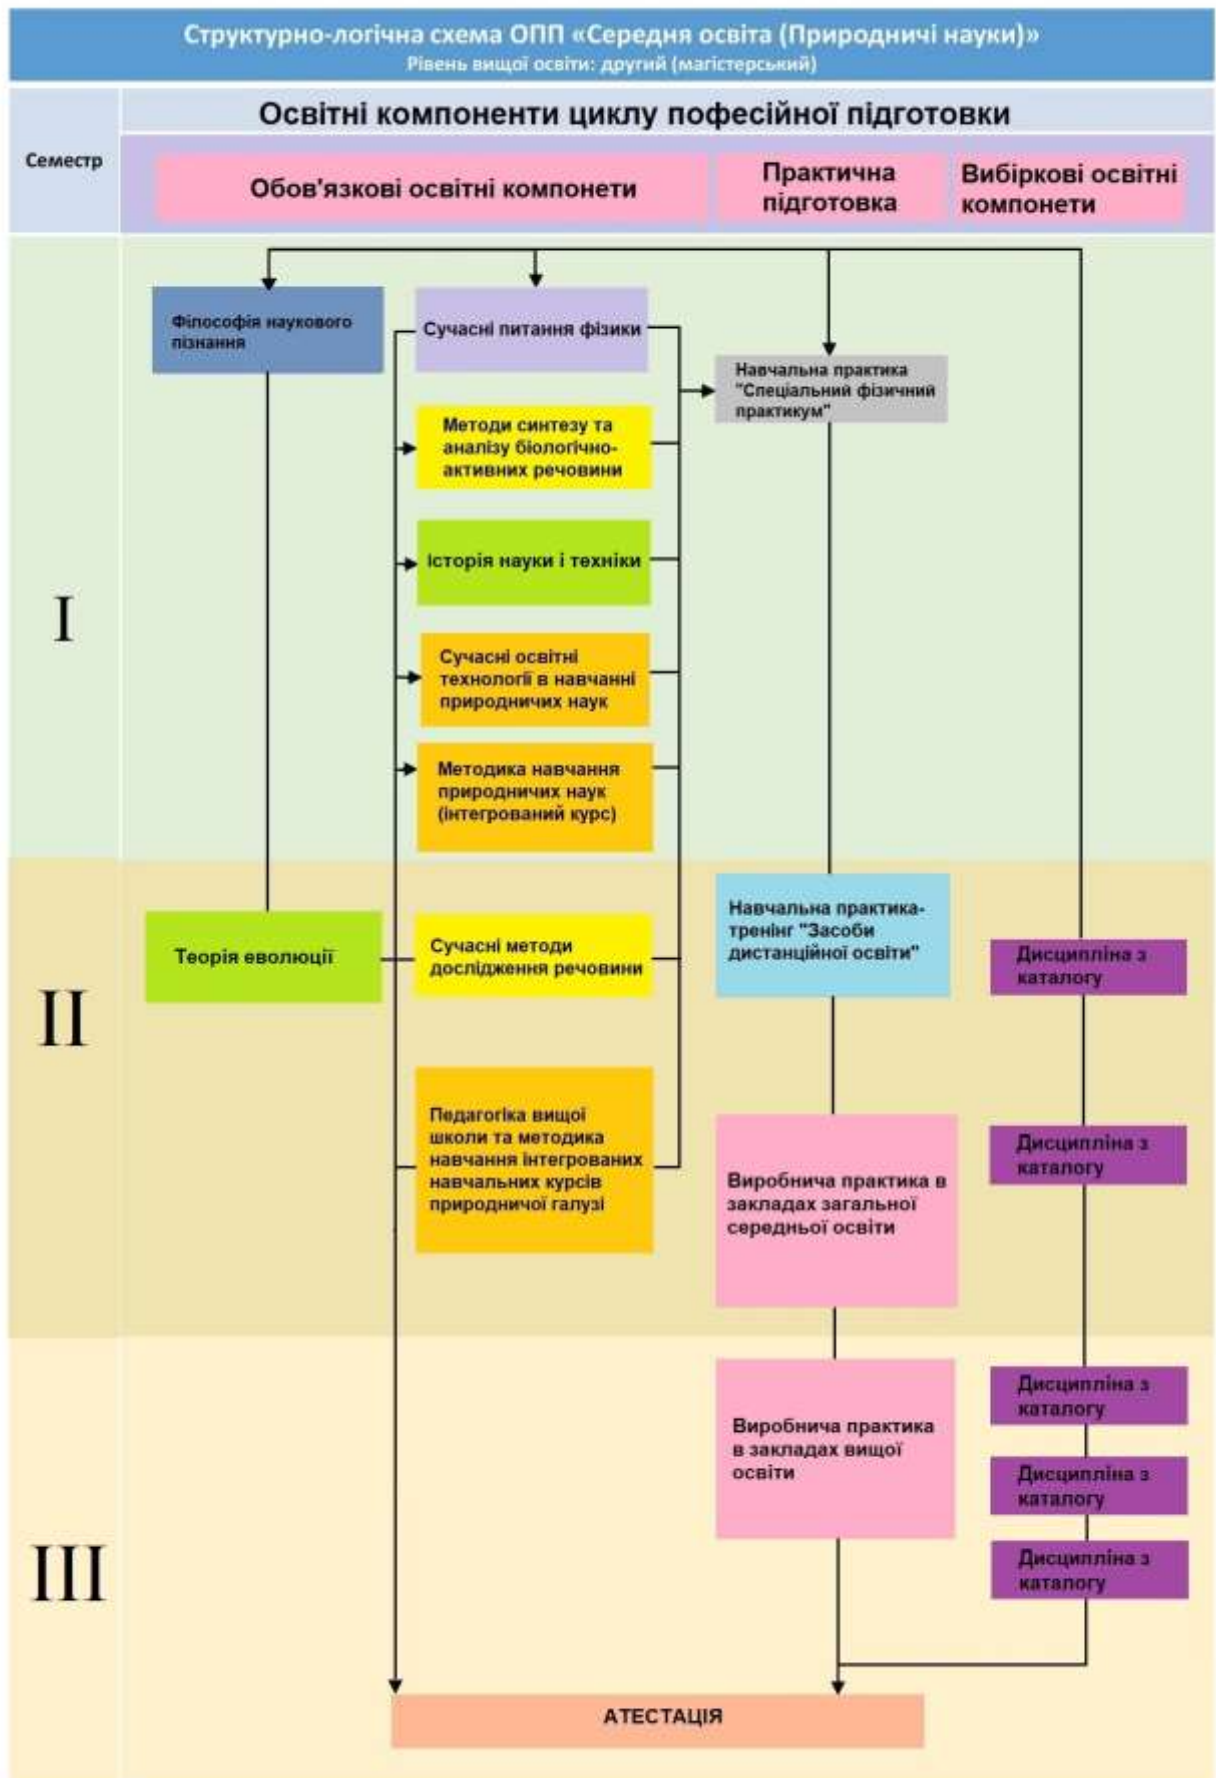 Структурно-логічна схема ОПП «Середня освіта (Природничі науки)»
Рівень вищої освіти: другий (магістерський)
Семестр
Освітні компоненти циклу пофесійної підготовки
Обов'язкові освітні компонети
Практична
підготовка
Вибіркові освітні
компонети
I
Філософія наукового
пізнання
Сучасні питання фізики
Навчальна практика
"Спеціальний фізичний
практикум"
Методи синтезу та
аналізу біологічно-
активних речовини
Історія науки і техніки
Сучасні освітні
технології в навчанні
природничих наук
Методика навчання
природничих наук
(інтегрований курс)
II
Теорія еволюції
Сучасні методи
дослідження речовини
Навчальна практика-
тренінг "Засоби
дистанційної освіти"
Дисципліна з
каталогу
Педагогіка вищої
школи та методика
навчання інтегрованих
навчальних курсів
природничої галузі
Виробнича практика в
закладах загальної
середньої освіти
Дисципліна з
каталогу
III
Виробнича практика
в закладах вищої
освіти
Дисципліна з
каталогу
Дисципліна з
каталогу
Дисципліна з
каталогу
АТЕСТАЦІЯ